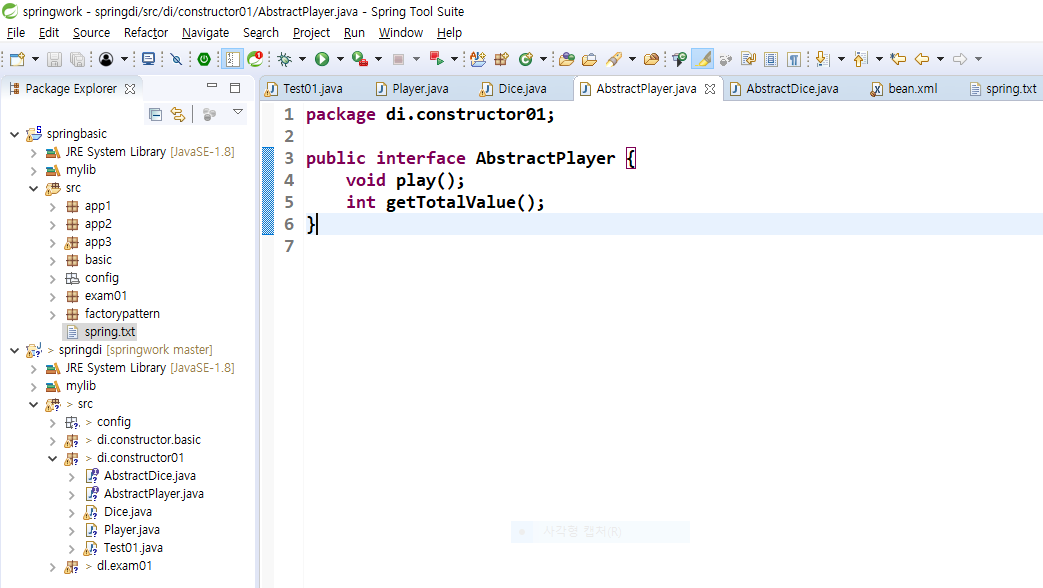 springwork - springdi/src/di/constructor01/AbstractPlayer.java - Spring Tool Suite
File Edit Source Refactor Navigate Search Project Run Window Help
Package Explorer
Test01.java Player.java Dice.java AbstractPlayer.java AbstractDice.java bean.xml spring.txt
springbasic
JRE System Library [JavaSE-1.8]
mylib
src
app1
app2
app3
basic
config
exam01
factorypattern
spring.txt
> springdi [springwork master]
JRE System Library [JavaSE-1.8]
mylib
> src
> config
> di.constructor.basic
> di.constructor01
AbstractDice.java
AbstractPlayer.java
Dice.java
Player.java
Test01.java
> dl.exam01
1 package di.constructor01;
2
3 public interface AbstractPlayer {
4 void play();
5 int getTotalValue();
6 }
7
사각형 캡처(R)